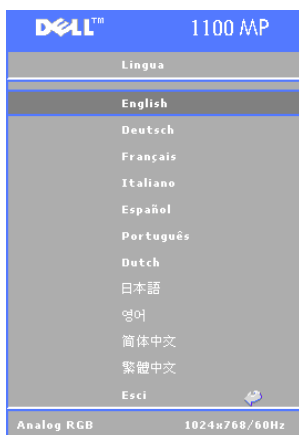 DELL™ 1100 MP
Lingua
English
Deutsch
Français
Italiano
Español
Português
Dutch
日本語
영어
简体中文
繁體中文
Esci
Analog RGB 1024x768/60Hz